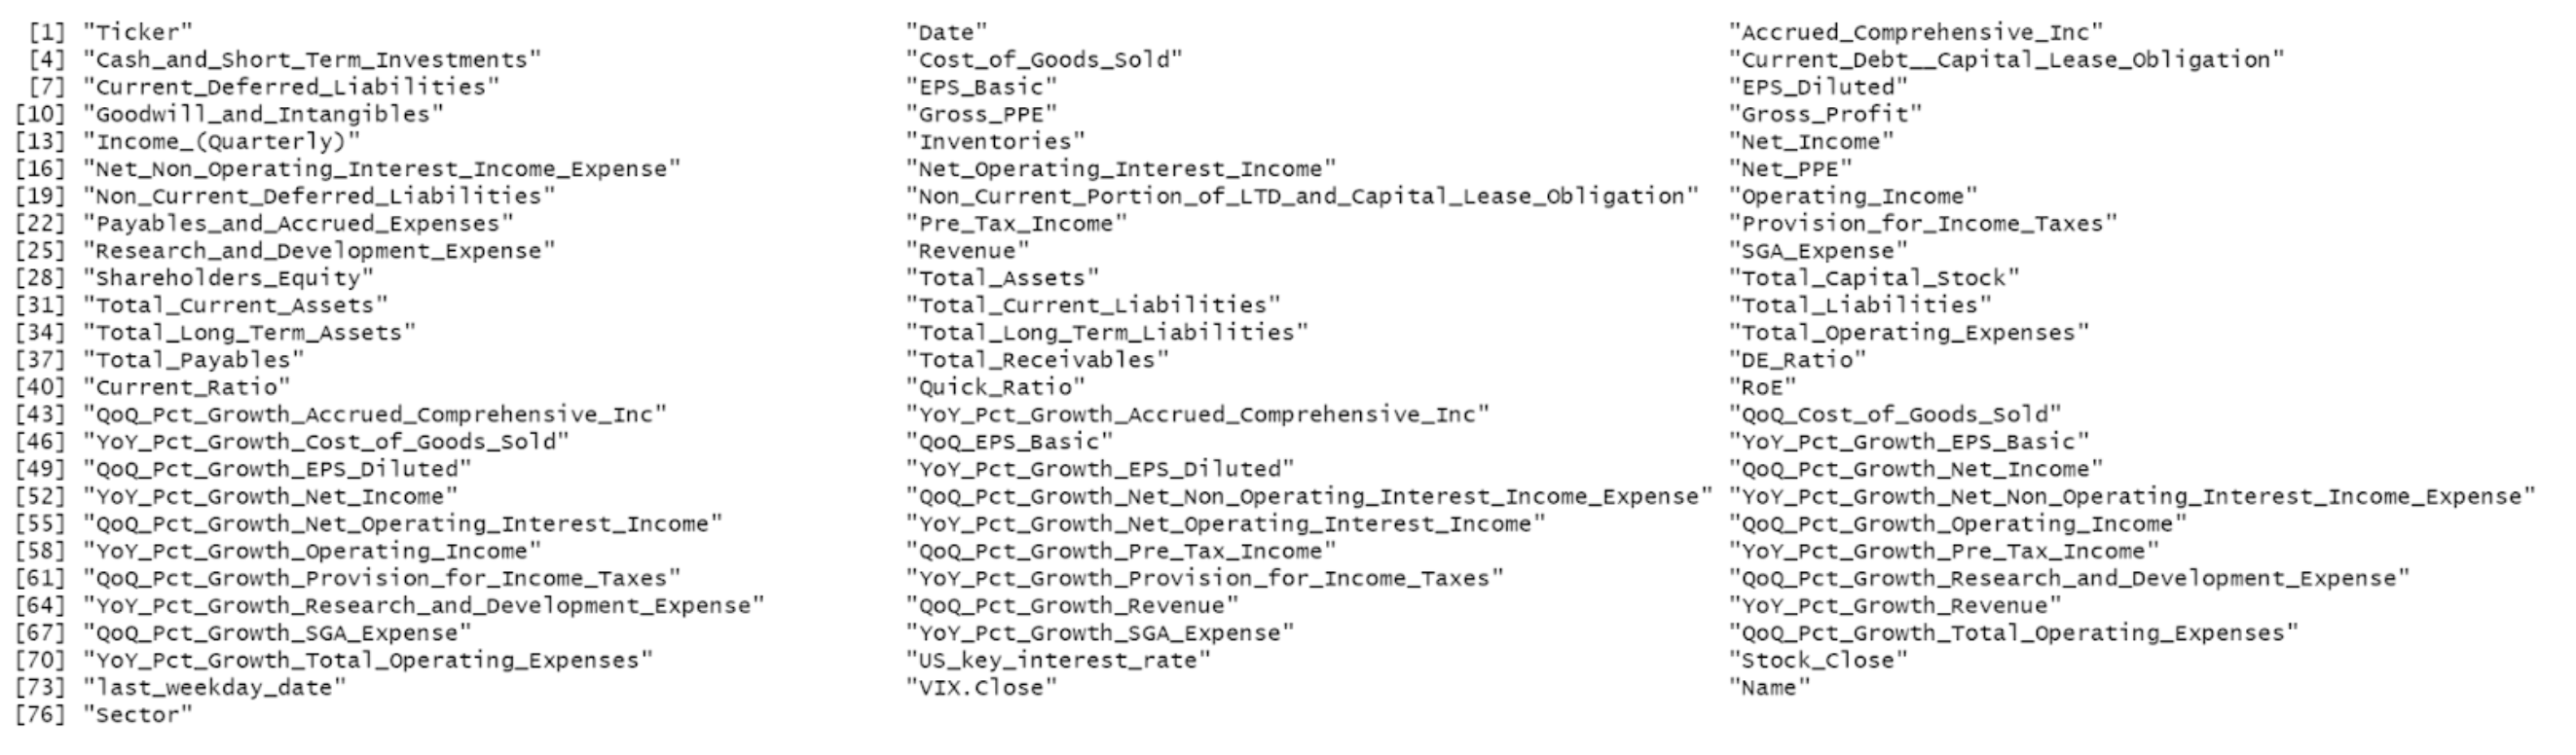 [1] "Ticker" "Date" "Accrued_Comprehensive_Inc"
[4] "Cash_and_Short_Term_Investments" "Cost_of_Goods_Sold" "Current_Debt__Capital_Lease_Obligation"
[7] "Current_Deferred_Liabilities" "EPS_Basic" "EPS_Diluted"
[10] "Goodwill_and_Intangibles" "Gross_PPE" "Gross_Profit"
[13] "Income_(Quarterly)" "Inventories" "Net_Income"
[16] "Net_Non_Operating_Interest_Income_Expense" "Net_Operating_Interest_Income" "Net_PPE"
[19] "Non_Current_Deferred_Liabilities" "Non_Current_Portion_of_LTD_and_Capital_Lease_Obligation" "Operating_Income"
[22] "Payables_and_Accrued_Expenses" "Pre_Tax_Income" "Provision_for_Income_Taxes"
[25] "Research_and_Development_Expense" "Revenue" "SGA_Expense"
[28] "Shareholders_Equity" "Total_Assets" "Total_Capital_Stock"
[31] "Total_Current_Assets" "Total_Current_Liabilities" "Total_Liabilities"
[34] "Total_Long_Term_Assets" "Total_Long_Term_Liabilities" "Total_Operating_Expenses"
[37] "Total_Payables" "Total_Receivables" "DE_Ratio"
[40] "Current_Ratio" "Quick_Ratio" "RoE"
[43] "QoQ_Pct_Growth_Accrued_Comprehensive_Inc" "YoY_Pct_Growth_Accrued_Comprehensive_Inc" "QoQ_Cost_of_Goods_Sold"
[46] "YoY_Pct_Growth_Cost_of_Goods_Sold" "QoQ_EPS_Basic" "YoY_Pct_Growth_EPS_Basic"
[49] "QoQ_Pct_Growth_EPS_Diluted" "YoY_Pct_Growth_EPS_Diluted" "QoQ_Pct_Growth_Net_Income"
[52] "YoY_Pct_Growth_Net_Income" "QoQ_Pct_Growth_Net_Non_Operating_Interest_Income_Expense" "YoY_Pct_Growth_Net_Non_Operating_Interest_Income_Expense"
[55] "QoQ_Pct_Growth_Net_Operating_Interest_Income" "YoY_Pct_Growth_Net_Operating_Interest_Income" "QoQ_Pct_Growth_Operating_Income"
[58] "YoY_Pct_Growth_Operating_Income" "QoQ_Pct_Growth_Pre_Tax_Income" "YoY_Pct_Growth_Pre_Tax_Income"
[61] "QoQ_Pct_Growth_Provision_for_Income_Taxes" "YoY_Pct_Growth_Provision_for_Income_Taxes" "QoQ_Pct_Growth_Research_and_Development_Expense"
[64] "YoY_Pct_Growth_Research_and_Development_Expense" "QoQ_Pct_Growth_Revenue" "YoY_Pct_Growth_Revenue"
[67] "QoQ_Pct_Growth_SGA_Expense" "YoY_Pct_Growth_SGA_Expense" "QoQ_Pct_Growth_Total_Operating_Expenses"
[70] "YoY_Pct_Growth_Total_Operating_Expenses" "US_key_interest_rate" "Stock_Close"
[73] "last_weekday_date" "VIX.Close" "Name"
[76] "Sector"